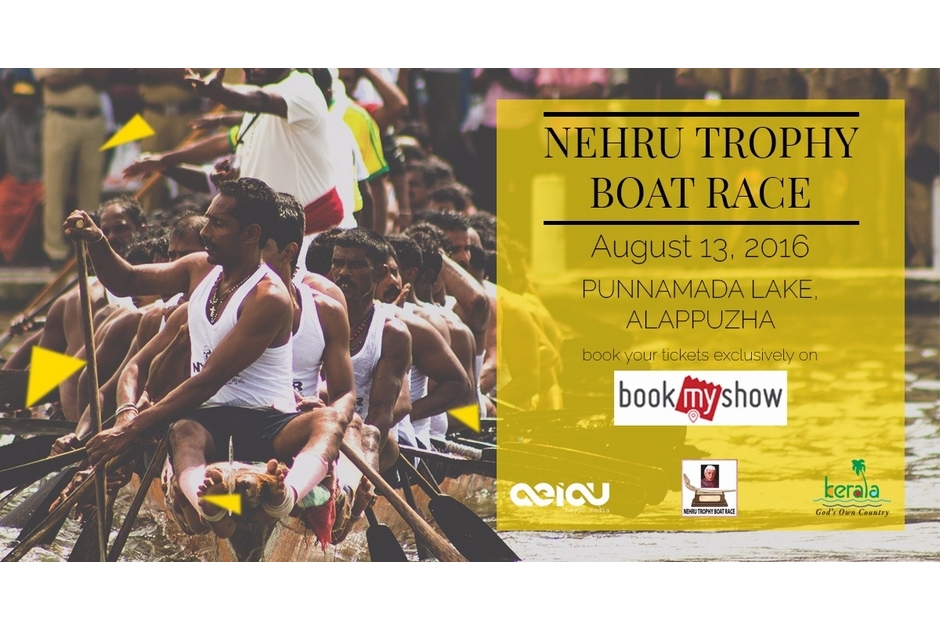 NEHRU TROPHY
BOAT RACE
August 13, 2016
PUNNAMADA LAKE,
ALAPPUZHA
book your tickets exclusively on
bookmyshow
aeiou
NEHRU TROPHY BOAT RACE
kerala
God's Own Country